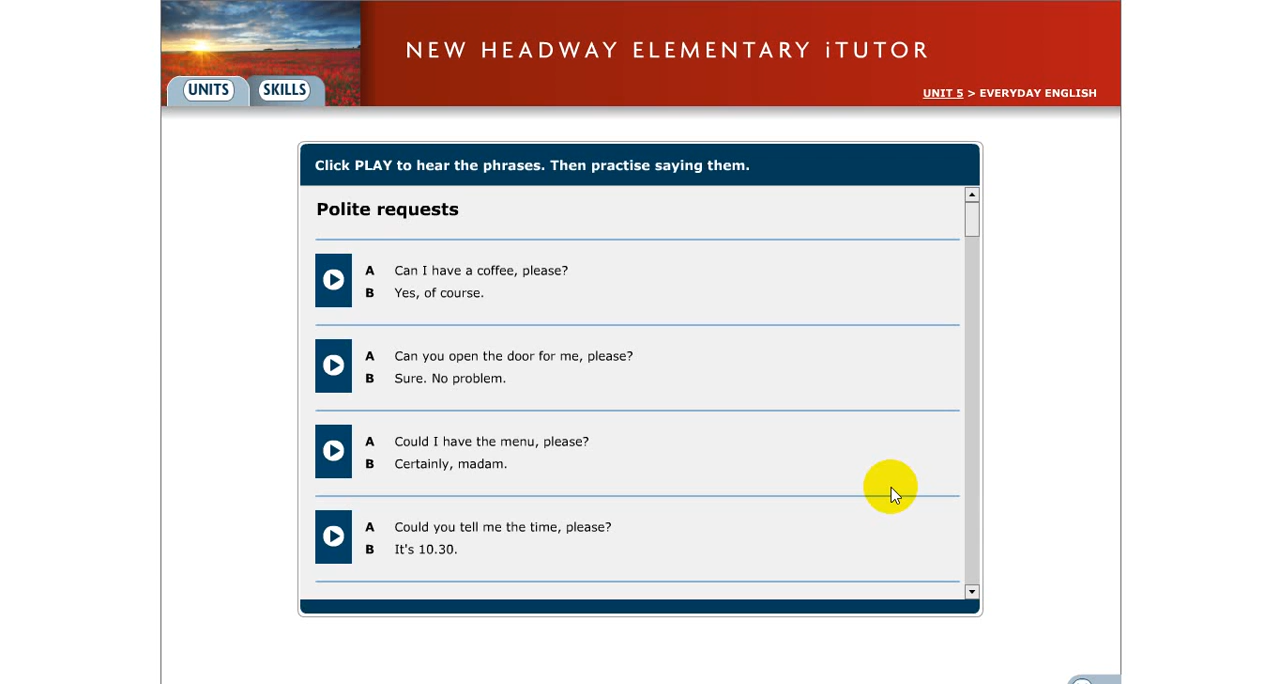 NEW HEADWAY ELEMENTARY iTUTOR
UNITS SKILLS
UNIT 5 > EVERYDAY ENGLISH
Click PLAY to hear the phrases. Then practise saying them.
Polite requests
A Can I have a coffee, please?
B Yes, of course.
A Can you open the door for me, please?
B Sure. No problem.
A Could I have the menu, please?
B Certainly, madam.
A Could you tell me the time, please?
B It's 10.30.